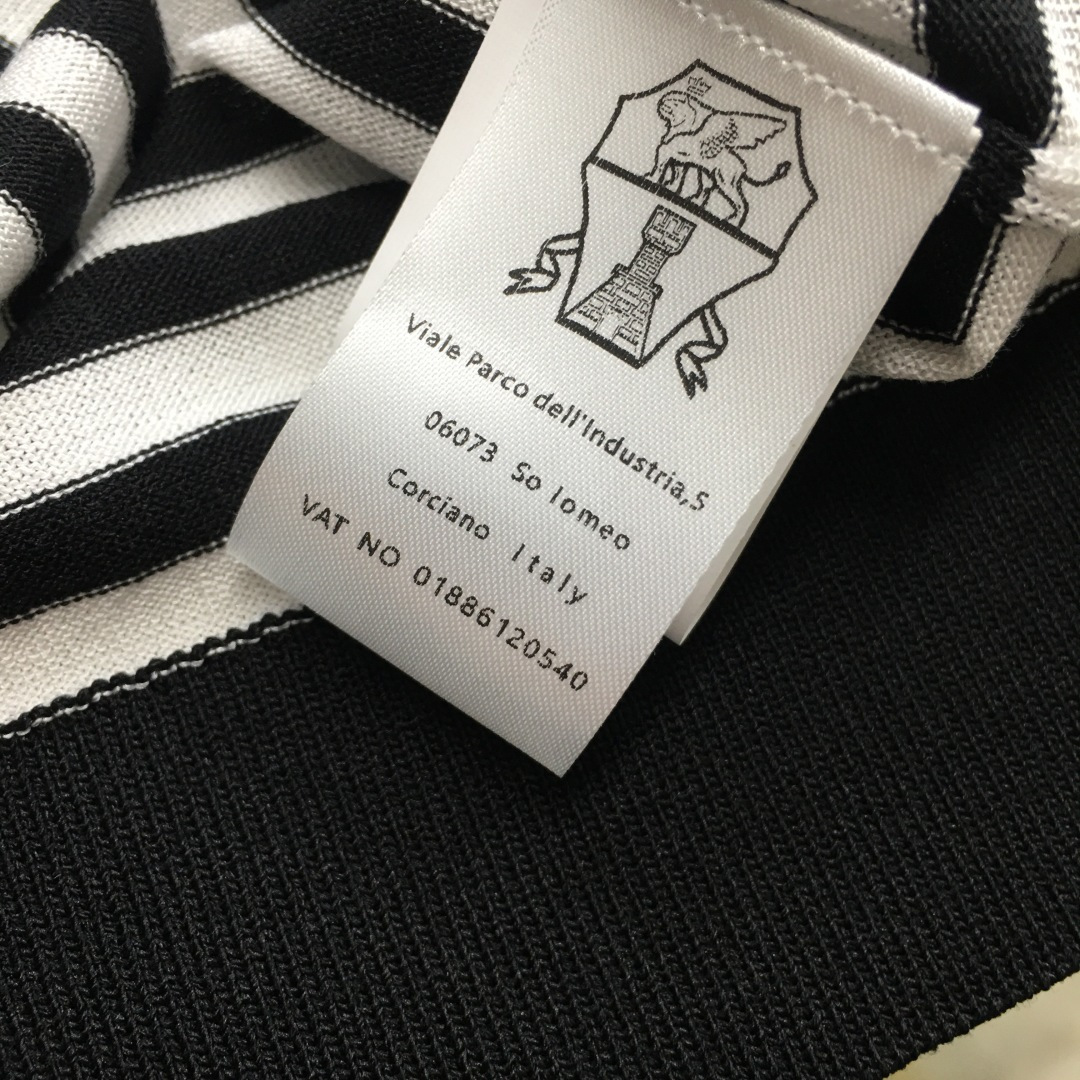 Viale Parco dell'Industria,5
06073 So lomeo
Corciano Italy
VAT NO 01886120540